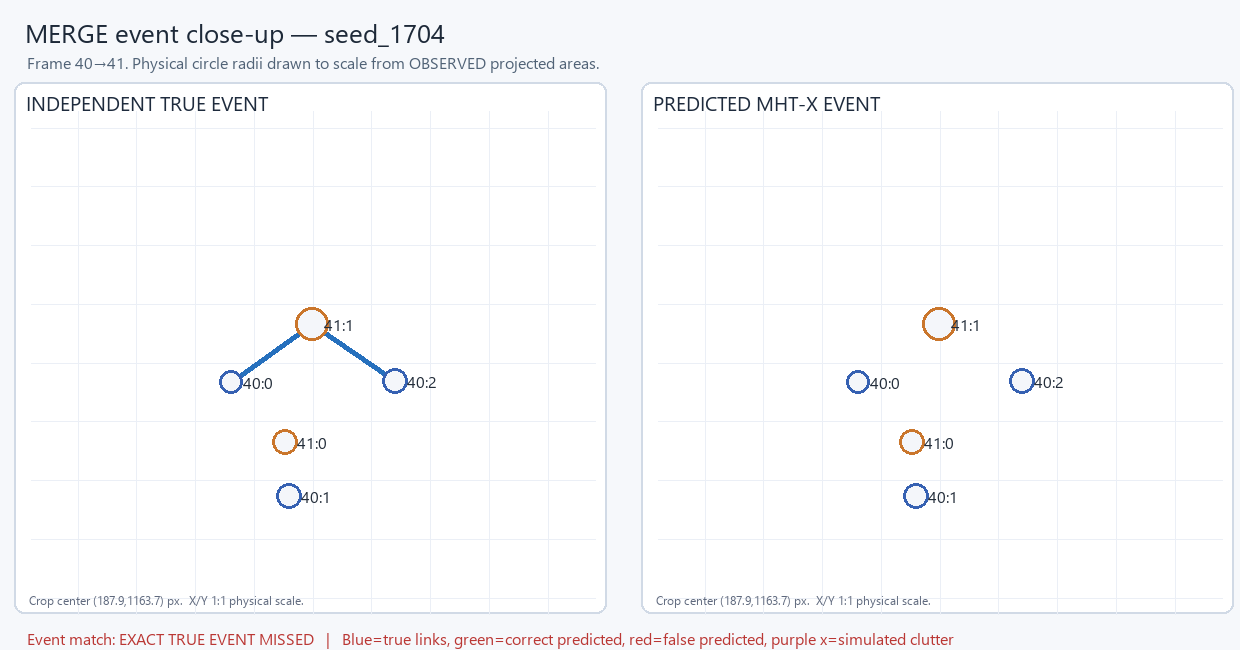 MERGE event close-up — seed_1704
Frame 40→41. Physical circle radii drawn to scale from OBSERVED projected areas.
INDEPENDENT TRUE EVENT
41:1
40:0
40:2
41:0
40:1
Crop center (187.9,1163.7) px.  X/Y 1:1 physical scale.
PREDICTED MHT-X EVENT
41:1
40:0
40:2
41:0
40:1
Crop center (187.9,1163.7) px.  X/Y 1:1 physical scale.
Event match: EXACT TRUE EVENT MISSED   |   Blue=true links, green=correct predicted, red=false predicted, purple x=simulated clutter